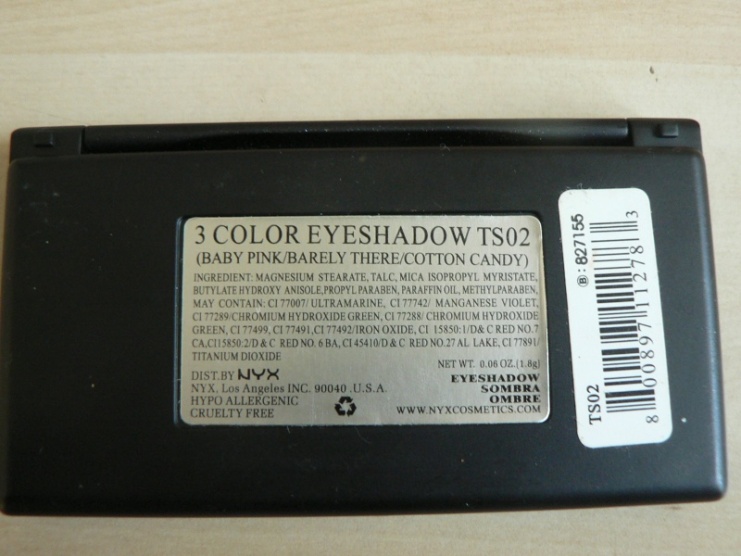 3 COLOR EYESHADOW TS02
(BABY PINK/BARELY THERE/COTTON CANDY)
INGREDIENT: MAGNESIUM STEARATE, TALC, MICA ISOPROPYL MYRISTATE,
BUTYLATE HYDROXY ANISOLE,PROPYL PARABEN, PARAFFIN OIL, METHYLPARABEN,
MAY CONTAIN: CI 77007/ ULTRAMARINE, CI 77742/ MANGANESE VIOLET,
CI 77289/CHROMIUM HYDROXIDE GREEN, CI 77288/ CHROMIUM HYDROXIDE
GREEN, CI 77499, CI 77491,CI 77492/IRON OXIDE, CI 15850:1/D& C RED NO.7
CA,CI15850:2/D& C RED NO. 6 BA, CI 45410/D & C RED NO.27 AL LAKE, CI 77891/
TITANIUM DIOXIDE
NET WT. 0.06 OZ.(1.8g)
DIST.BY NYX
NYX, Los Angeles INC. 90040 .U.S.A.
HYPO ALLERGENIC
CRUELTY FREE
EYESHADOW
SOMBRA
OMBRE
WWW.NYXCOSMETICS.COM
B: 827155
8 00897 11278 3
TS02